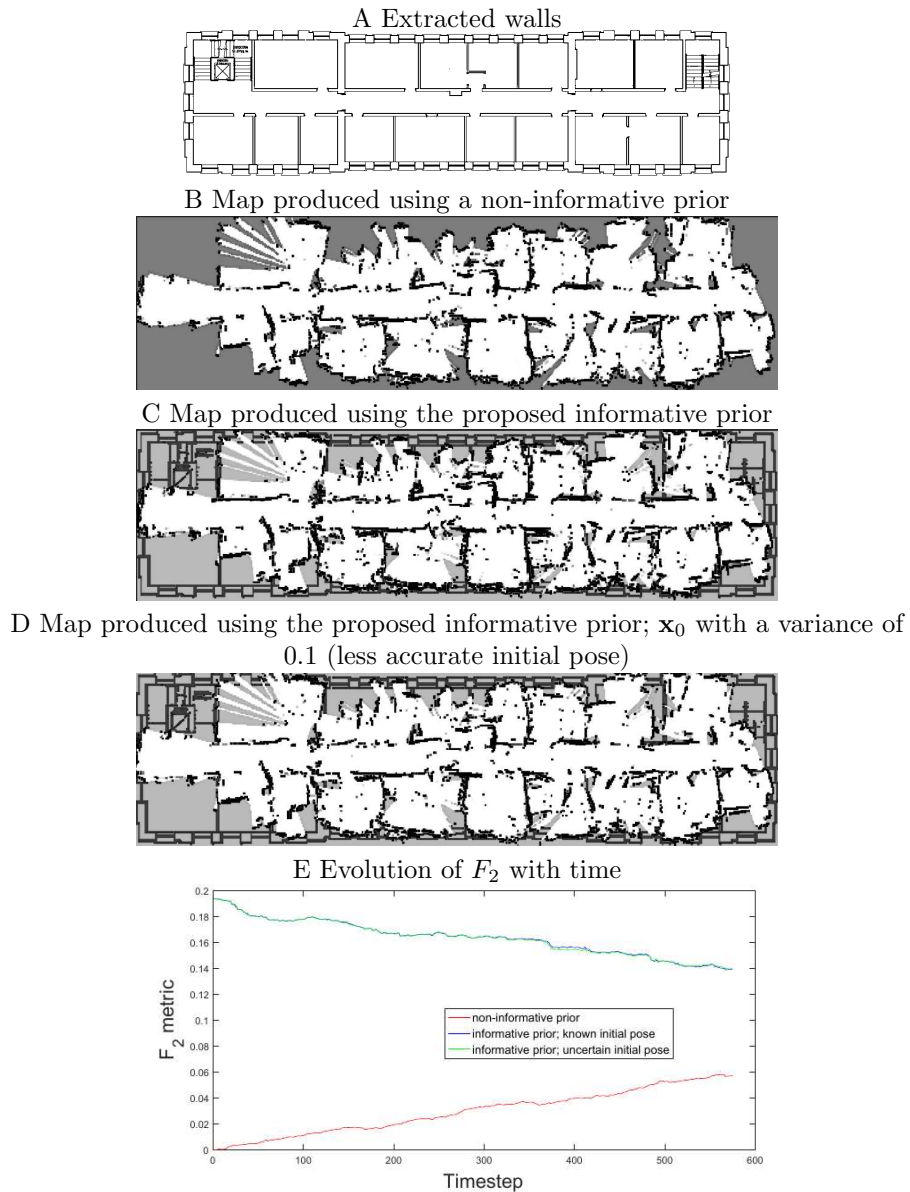 A Extracted walls
B Map produced using a non-informative prior
C Map produced using the proposed informative prior
D Map produced using the proposed informative prior; x0 with a variance of
0.1 (less accurate initial pose)
E Evolution of F2 with time
F2 metric
0.2
0.18
0.16
0.14
0.12
0.1
0.08
0.06
0.04
0.02
0
non-informative prior
informative prior; known initial pose
informative prior; uncertain initial pose
0 100 200 300 400 500 600
Timestep